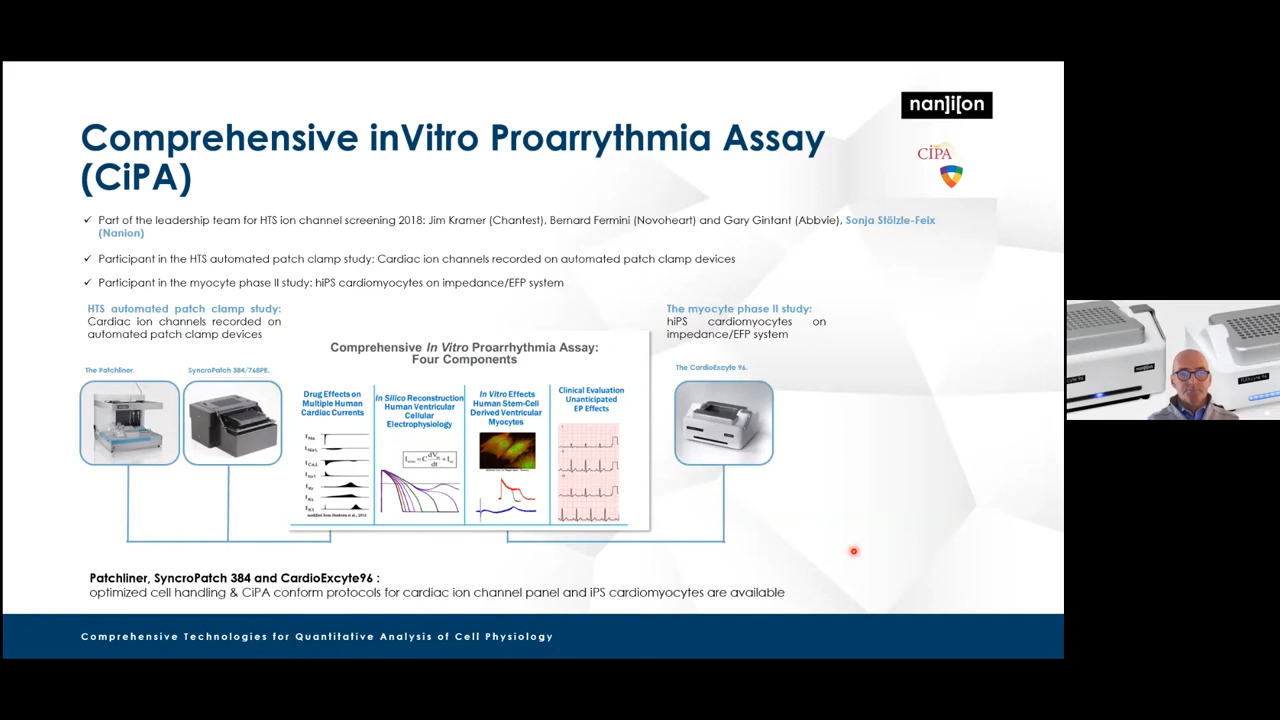 nan]i[on
Comprehensive inVitro Proarrythmia Assay
(CiPA)
CiPA
✓ Part of the leadership team for HTS ion channel screening 2018: Jim Kramer (Chantest), Bernard Fermini (Novoheart) and Gary Gintant (Abbvie), Sonja Stölzle-Feix
(Nanion)
✓ Participant in the HTS automated patch clamp study: Cardiac ion channels recorded on automated patch clamp devices
✓ Participant in the myocyte phase II study: hiPS cardiomyocytes on impedance/EFP system
HTS automated patch clamp study:
Cardiac ion channels recorded on
automated patch clamp devices
The myocyte phase II study:
hiPS cardiomyocytes on
impedance/EFP system
The Patchliner.
SyncroPatch 384/768PE.
The CardioExcyte 96.
Comprehensive In Vitro Proarrhythmia Assay:
Four Components
Drug Effects on
Multiple Human
Cardiac Currents
In Silico Reconstruction
Human Ventricular
Cellular
Electrophysiology
In Vitro Effects
Human Stem-Cell
Derived Ventricular
Myocytes
Clinical Evaluation
Unanticipated
EP Effects
Patchliner, SyncroPatch 384 and CardioExcyte96 :
optimized cell handling & CiPA conform protocols for cardiac ion channel panel and iPS cardiomyocytes are available
Comprehensive Technologies for Quantitative Analysis of Cell Physiology